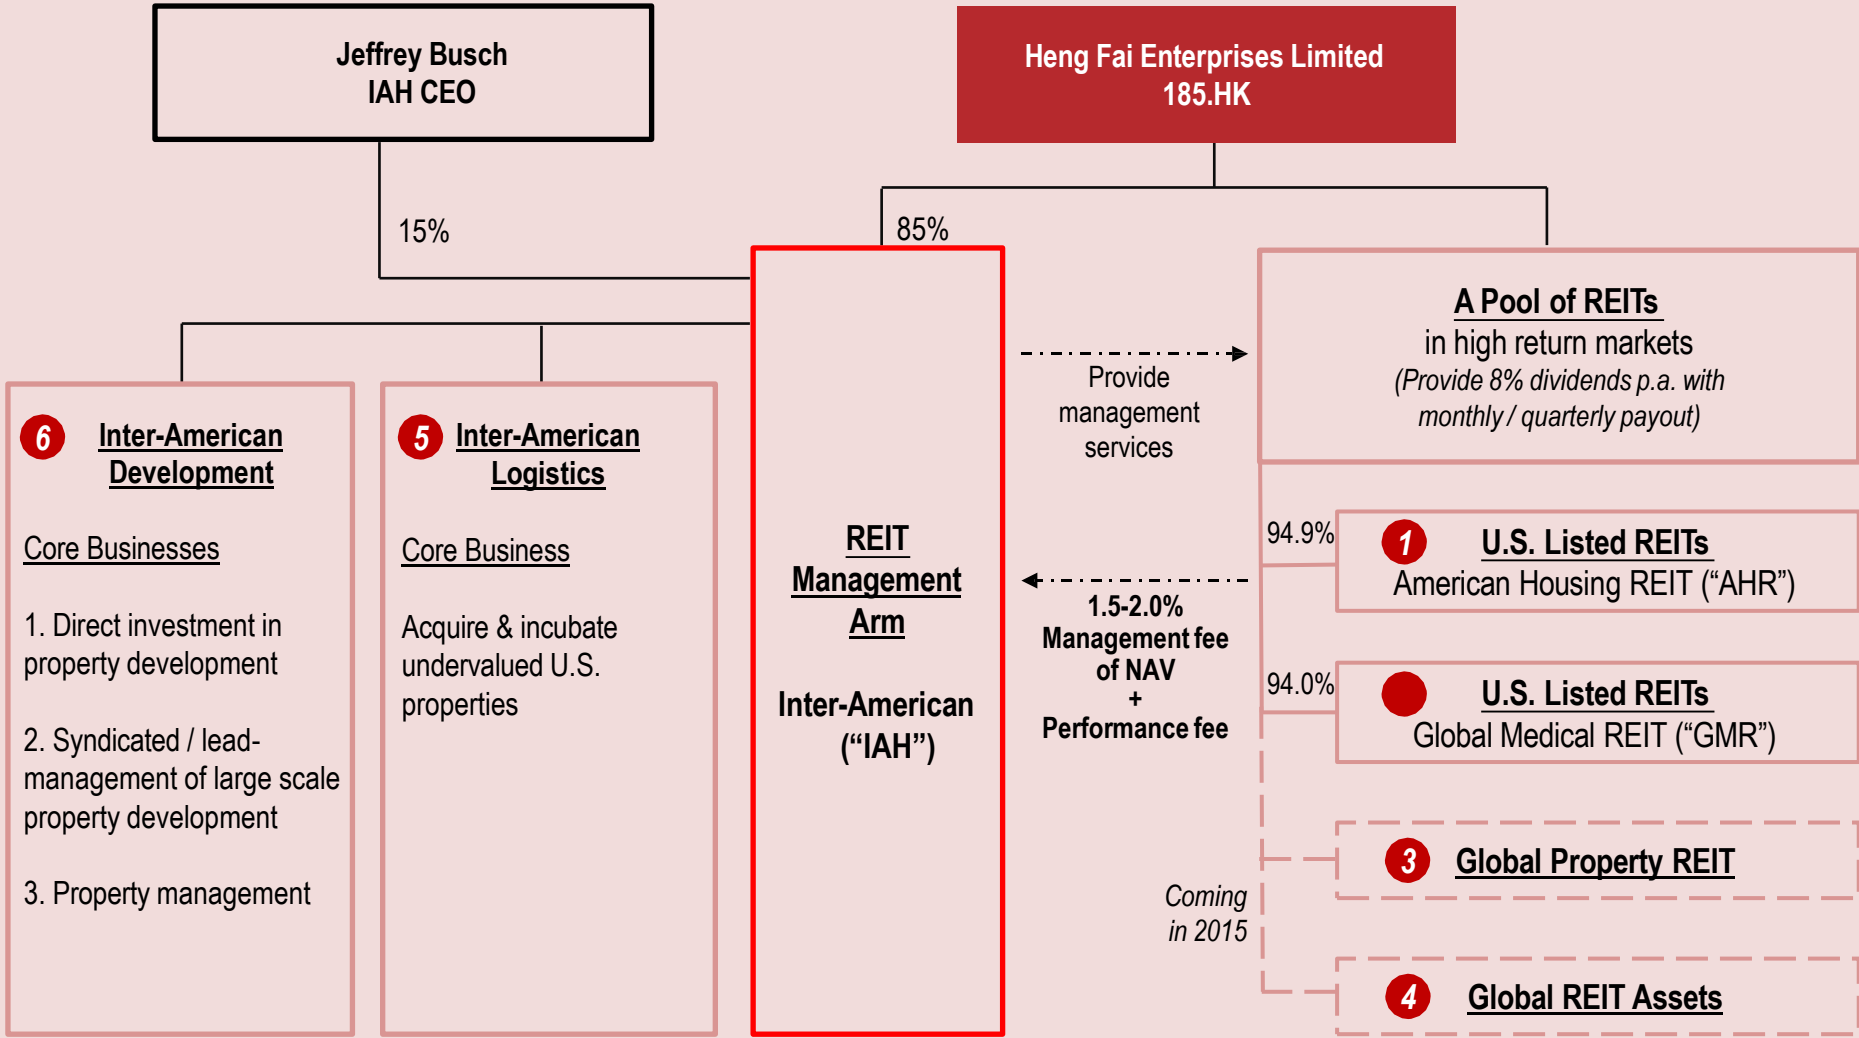 Jeffrey Busch
IAH CEO
Heng Fai Enterprises Limited
185.HK
15%
85%
6
Inter-American
Development
Core Businesses
1. Direct investment in
property development
2. Syndicated / lead-
management of large scale
property development
3. Property management
5
Inter-American
Logistics
Core Business
Acquire & incubate
undervalued U.S.
properties
REIT
Management
Arm
Inter-American
(“IAH”)
Provide
management
services
1.5-2.0%
Management fee
of NAV
+
Performance fee
A Pool of REITs
in high return markets
(Provide 8% dividends p.a. with
monthly / quarterly payout)
94.9%
1
U.S. Listed REITs
American Housing REIT (“AHR”)
94.0%
U.S. Listed REITs
Global Medical REIT (“GMR”)
Coming
in 2015
3
Global Property REIT
4
Global REIT Assets